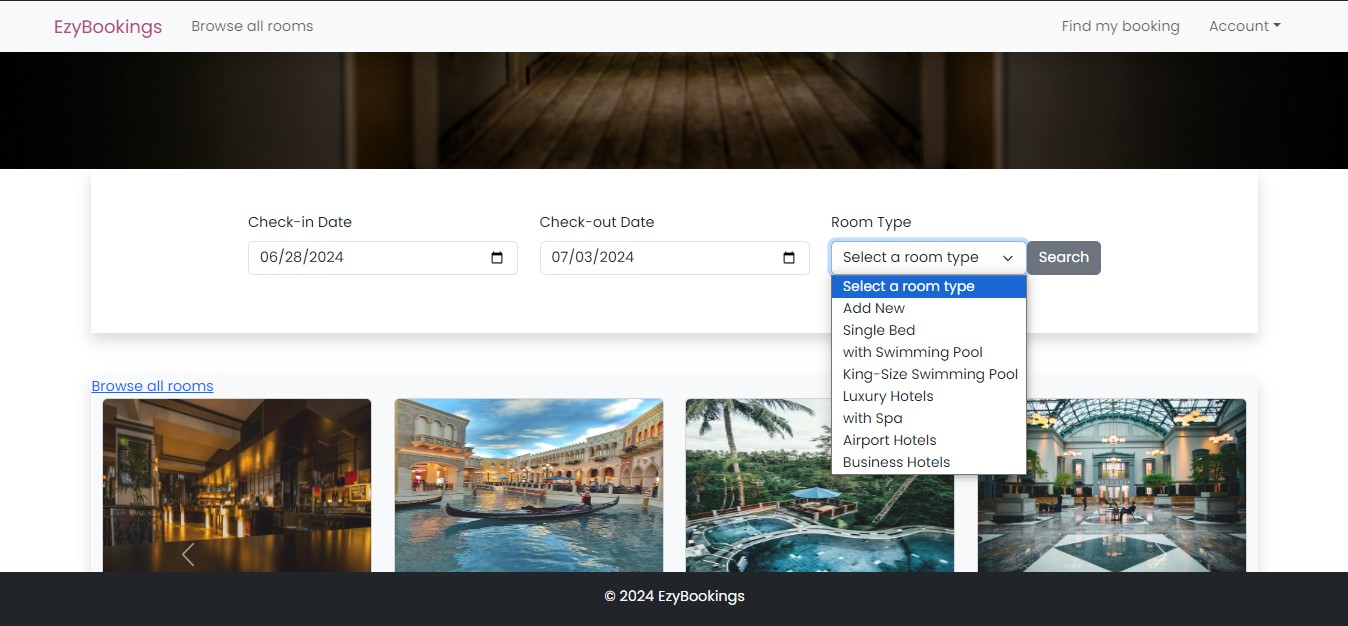 EzyBookings Browse all rooms Find my booking Account
Check-in Date Check-out Date Room Type
06/28/2024 07/03/2024 Select a room type Search
Select a room type
Add New
Single Bed
with Swimming Pool
King-Size Swimming Pool
Luxury Hotels
with Spa
Airport Hotels
Business Hotels
Browse all rooms
© 2024 EzyBookings